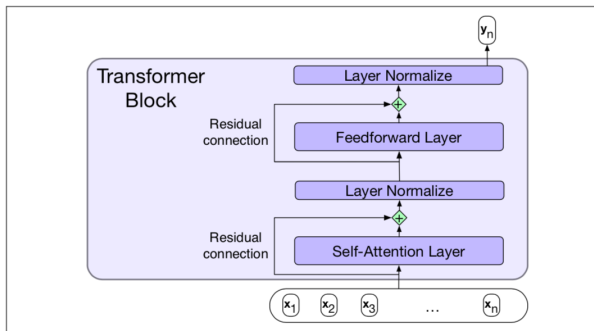 yn
Transformer
Block
Layer Normalize
+
Residual
connection
Feedforward Layer
Layer Normalize
+
Residual
connection
Self-Attention Layer
x1 x2 x3 ... xn